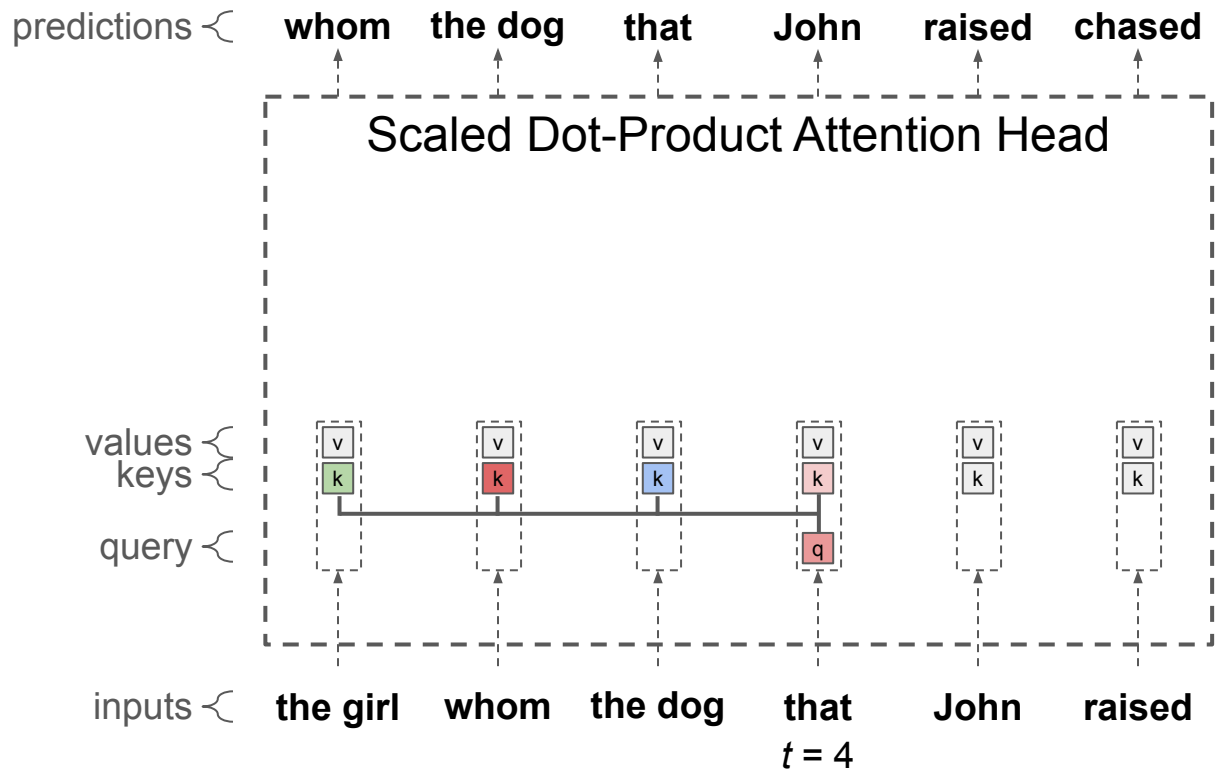 predictions whom the dog that John raised chased
Scaled Dot-Product Attention Head
values v v v v v v
keys k k k k k k
query q
inputs the girl whom the dog that John raised
t = 4